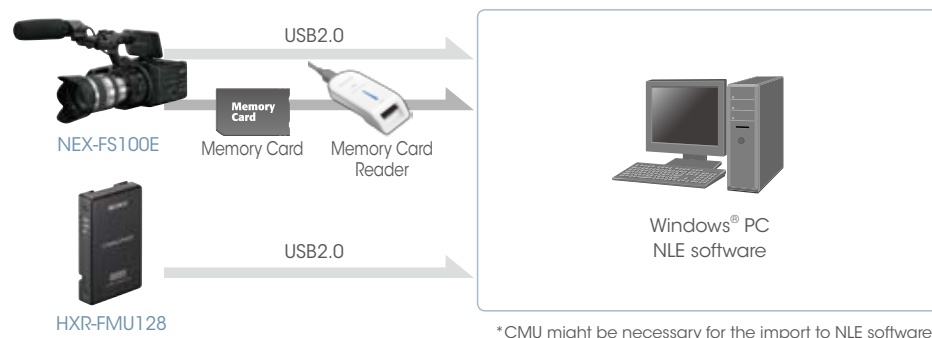 USB2.0
Memory
Card
NEX-FS100E
Memory Card
Memory Card
Reader
SONY
Windows® PC
NLE software
USB2.0
HXR-FMU128
*CMU might be necessary for the import to NLE software